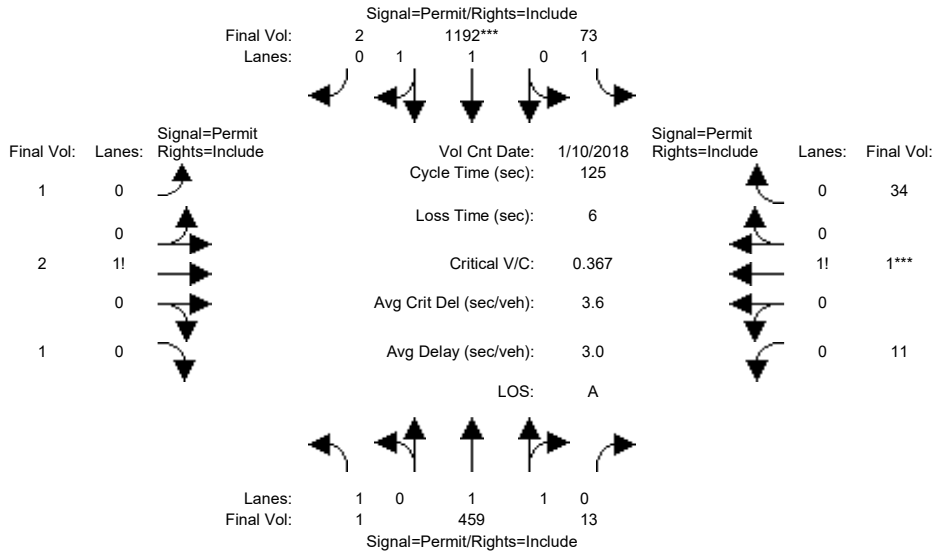 Signal=Permit/Rights=Include
Final Vol: 2 1192*** 73
Lanes: 0 1 1 0 1
Signal=Permit Signal=Permit
Final Vol: Lanes: Rights=Include Vol Cnt Date: 1/10/2018 Rights=Include Lanes: Final Vol:
Cycle Time (sec): 125
1 0 0 34
Loss Time (sec): 6
0 0
2 1! Critical V/C: 0.367 1! 1***
0 Avg Crit Del (sec/veh): 3.6 0
1 0 Avg Delay (sec/veh): 3.0 0 11
LOS: A
Lanes: 1 0 1 1 0
Final Vol: 1 459 13
Signal=Permit/Rights=Include